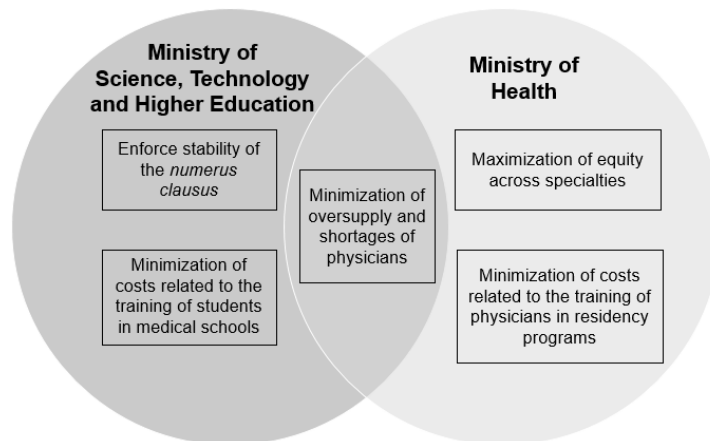 Ministry of
Science, Technology
and Higher Education
Enforce stability of
the numerus
clausus
Minimization of
costs related to the
training of students
in medical schools
Minimization of
oversupply and
shortages of
physicians
Ministry of
Health
Maximization of equity
across specialties
Minimization of costs
related to the training of
physicians in residency
programs